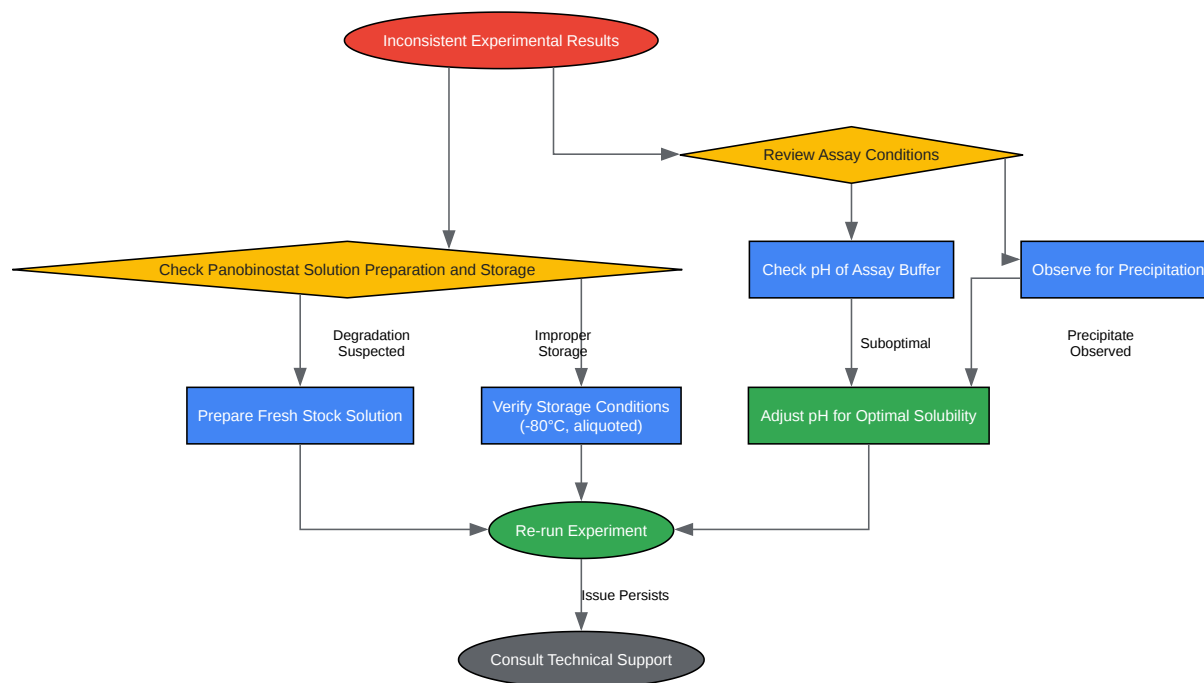 Inconsistent Experimental Results
Review Assay Conditions
Check Panobinostat Solution Preparation and Storage
Check pH of Assay Buffer
Observe for Precipitation
Degradation
Suspected
Improper
Storage
Suboptimal
Precipitate
Observed
Prepare Fresh Stock Solution
Verify Storage Conditions
(-80°C, aliquoted)
Adjust pH for Optimal Solubility
Re-run Experiment
Issue Persists
Consult Technical Support